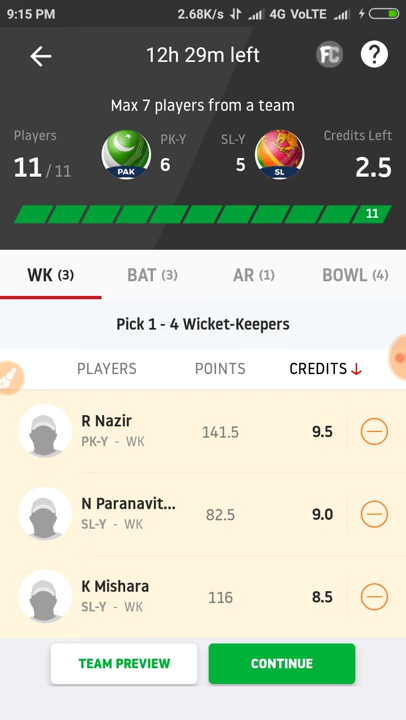 9:15 PM 2.68K/s 4G VoLTE
12h 29m left FC ?
Max 7 players from a team
Players PK-Y SL-Y Credits Left
11 / 11 PAK 6 5 SL 2.5
11
WK (3) BAT (3) AR (1) BOWL (4)
Pick 1 - 4 Wicket-Keepers
PLAYERS POINTS CREDITS↓
R Nazir
PK-Y - WK 141.5 9.5
N Paranavit...
SL-Y - WK 82.5 9.0
K Mishara
SL-Y - WK 116 8.5
TEAM PREVIEW CONTINUE